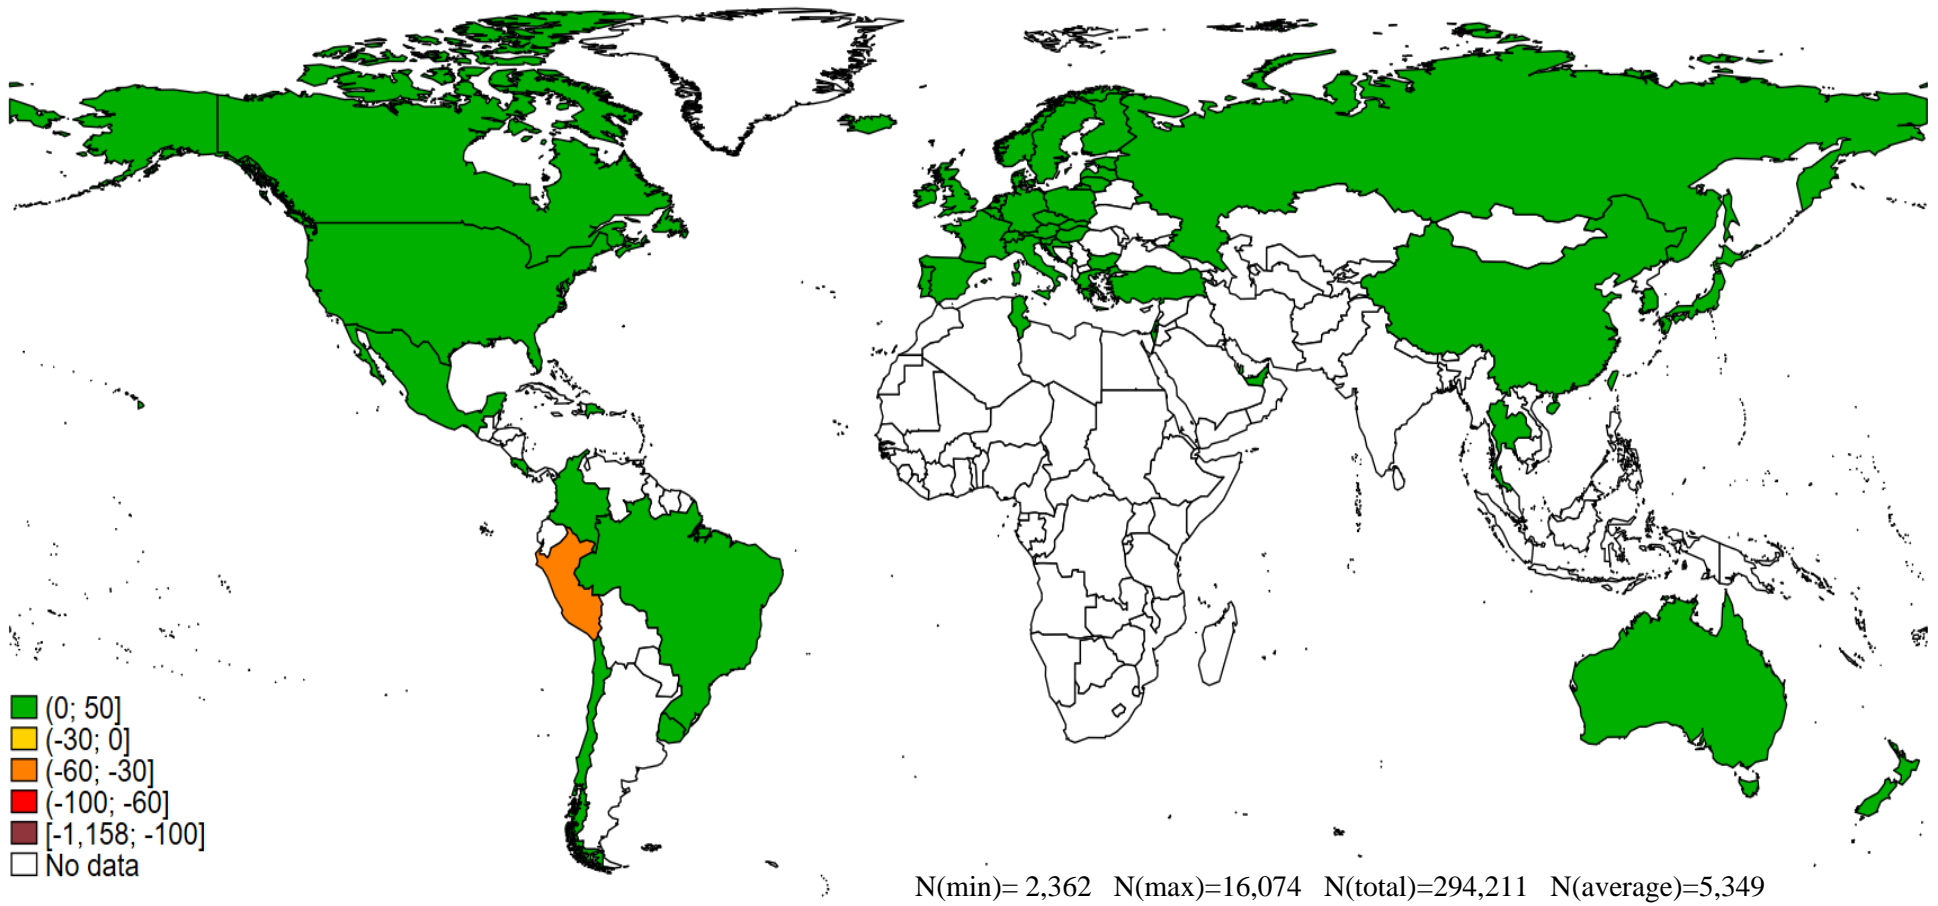 (0; 50]
(-30; 0]
(-60; -30]
(-100; -60]
[-1,158; -100]
No data
N(min)= 2,362 N(max)=16,074 N(total)=294,211 N(average)=5,349